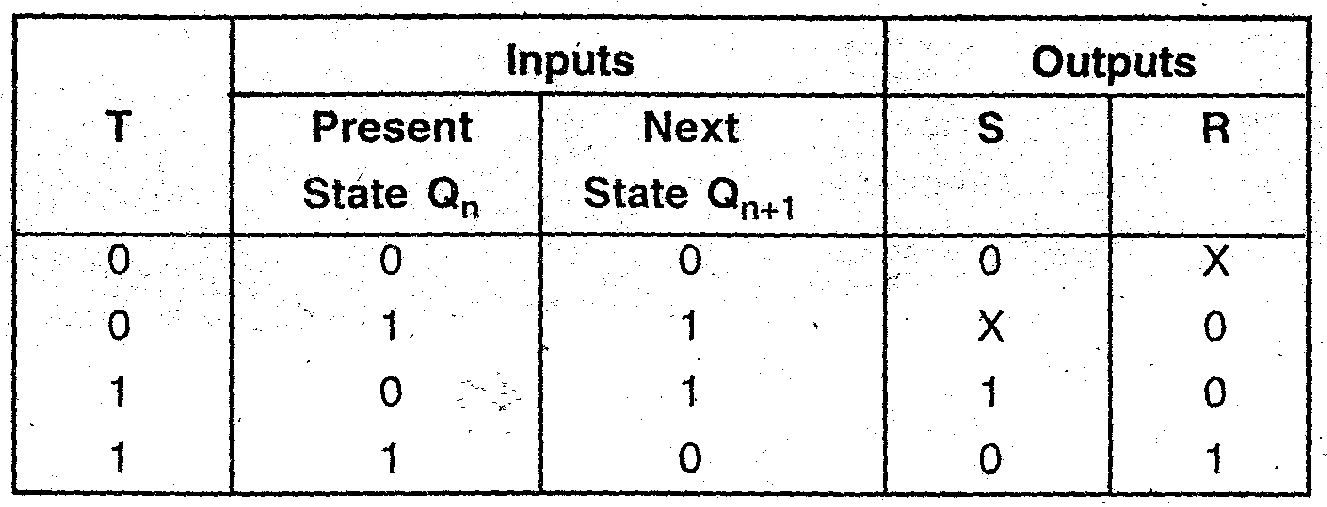 Inputs Outputs
T Present State Qn Next State Qn+1 S R
0 0 0 0 X
0 1 1 X 0
1 0 1 1 0
1 1 0 0 1